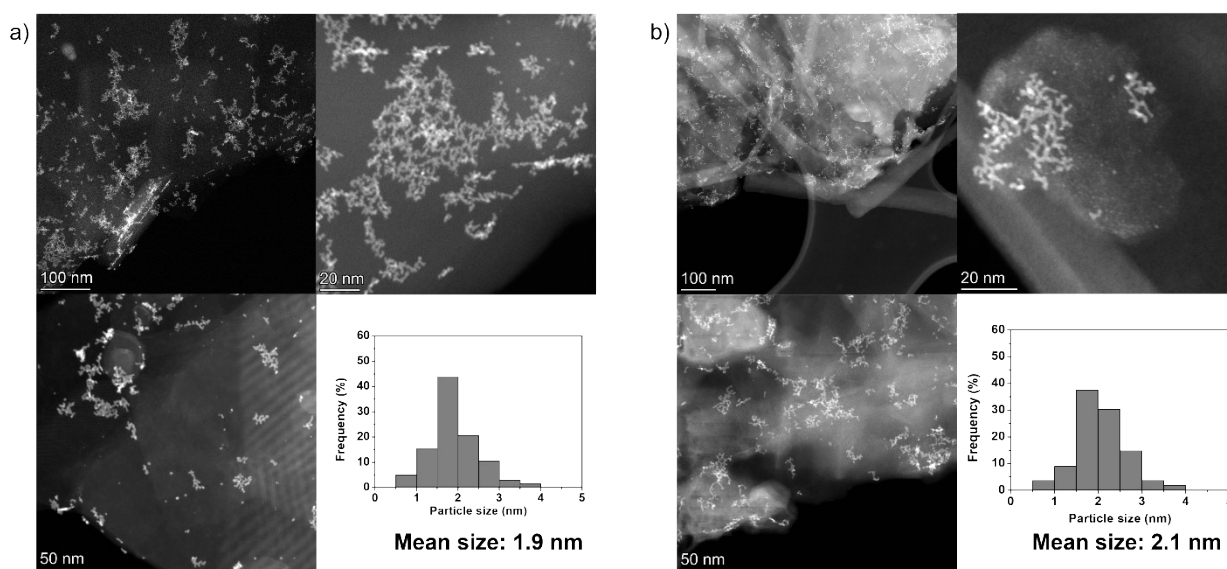 a)
100 nm
20 nm
50 nm
Frequency (%)
60
50
40
30
20
10
0
0 1 2 3 4 5
Particle size (nm)
Mean size: 1.9 nm
b)
100 nm
20 nm
50 nm
Frequency (%)
60
50
40
30
20
10
0
0 1 2 3 4 5
Particle size (nm)
Mean size: 2.1 nm